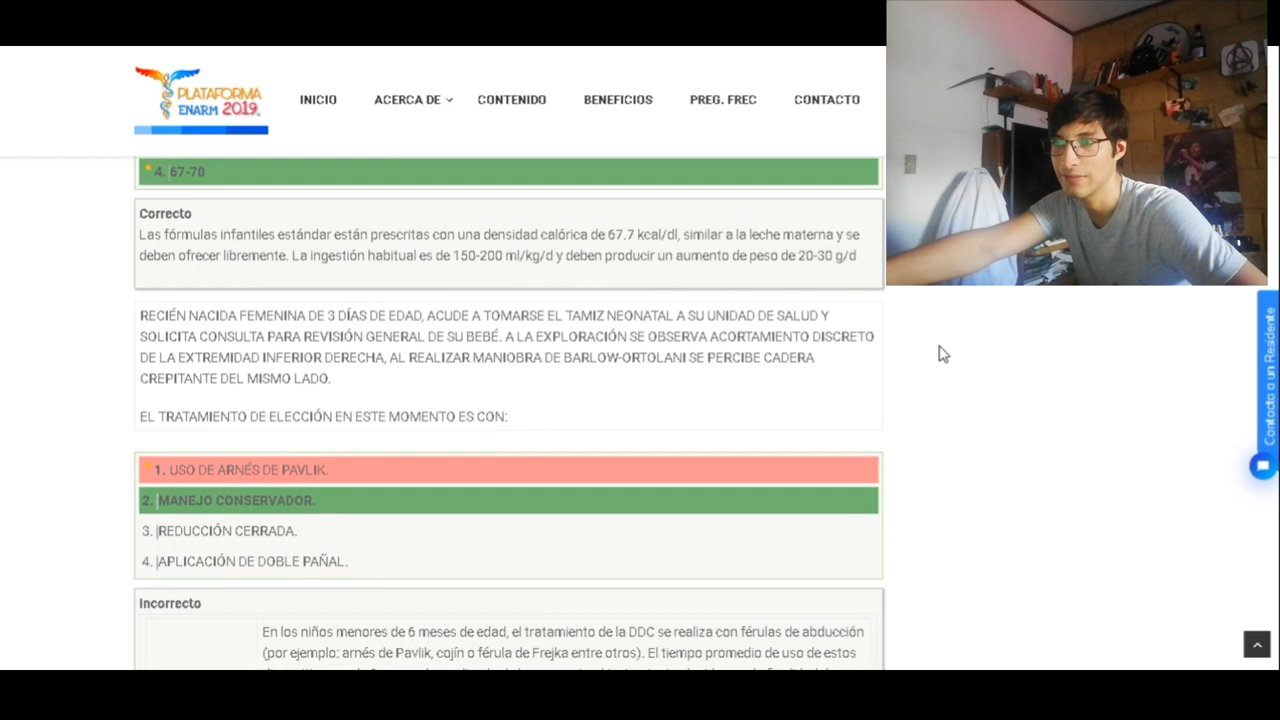 PLATAFORMA
ENARM 2019
INICIO
ACERCA DE
CONTENIDO
BENEFICIOS
PREG. FREC
CONTACTO
4. 67-70
Correcto
Las fórmulas infantiles estándar están prescritas con una densidad calórica de 67.7 kcal/dl, similar a la leche materna y se
deben ofrecer libremente. La ingestión habitual es de 150-200 ml/kg/d y deben producir un aumento de peso de 20-30 g/d
RECIÉN NACIDA FEMENINA DE 3 DÍAS DE EDAD, ACUDE A TOMARSE EL TAMIZ NEONATAL A SU UNIDAD DE SALUD Y
SOLICITA CONSULTA PARA REVISIÓN GENERAL DE SU BEBÉ. A LA EXPLORACIÓN SE OBSERVA ACORTAMIENTO DISCRETO
DE LA EXTREMIDAD INFERIOR DERECHA, AL REALIZAR MANIOBRA DE BARLOW-ORTOLANI SE PERCIBE CADERA
CREPITANTE DEL MISMO LADO.
EL TRATAMIENTO DE ELECCIÓN EN ESTE MOMENTO ES CON:
1. USO DE ARNÉS DE PAVLIK.
2. MANEJO CONSERVADOR.
3. REDUCCIÓN CERRADA.
4. APLICACIÓN DE DOBLE PAÑAL.
Incorrecto
En los niños menores de 6 meses de edad, el tratamiento de la DDC se realiza con férulas de abducción
(por ejemplo: arnés de Pavlik, cojín o férula de Frejka entre otros). El tiempo promedio de uso de estos
Contacto a un Residente